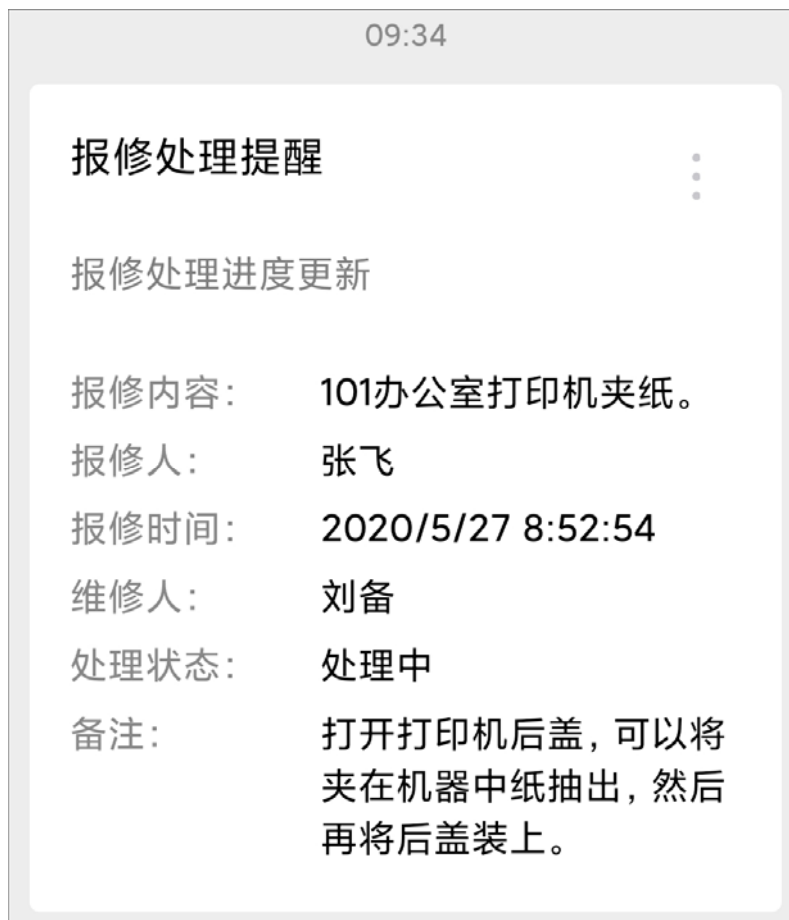 09:34
报修处理提醒
报修处理进度更新
报修内容： 101办公室打印机夹纸。
报修人： 张飞
报修时间： 2020/5/27 8:52:54
维修人： 刘备
处理状态： 处理中
备注： 打开打印机后盖，可以将
夹在机器中纸抽出，然后
再将后盖装上。